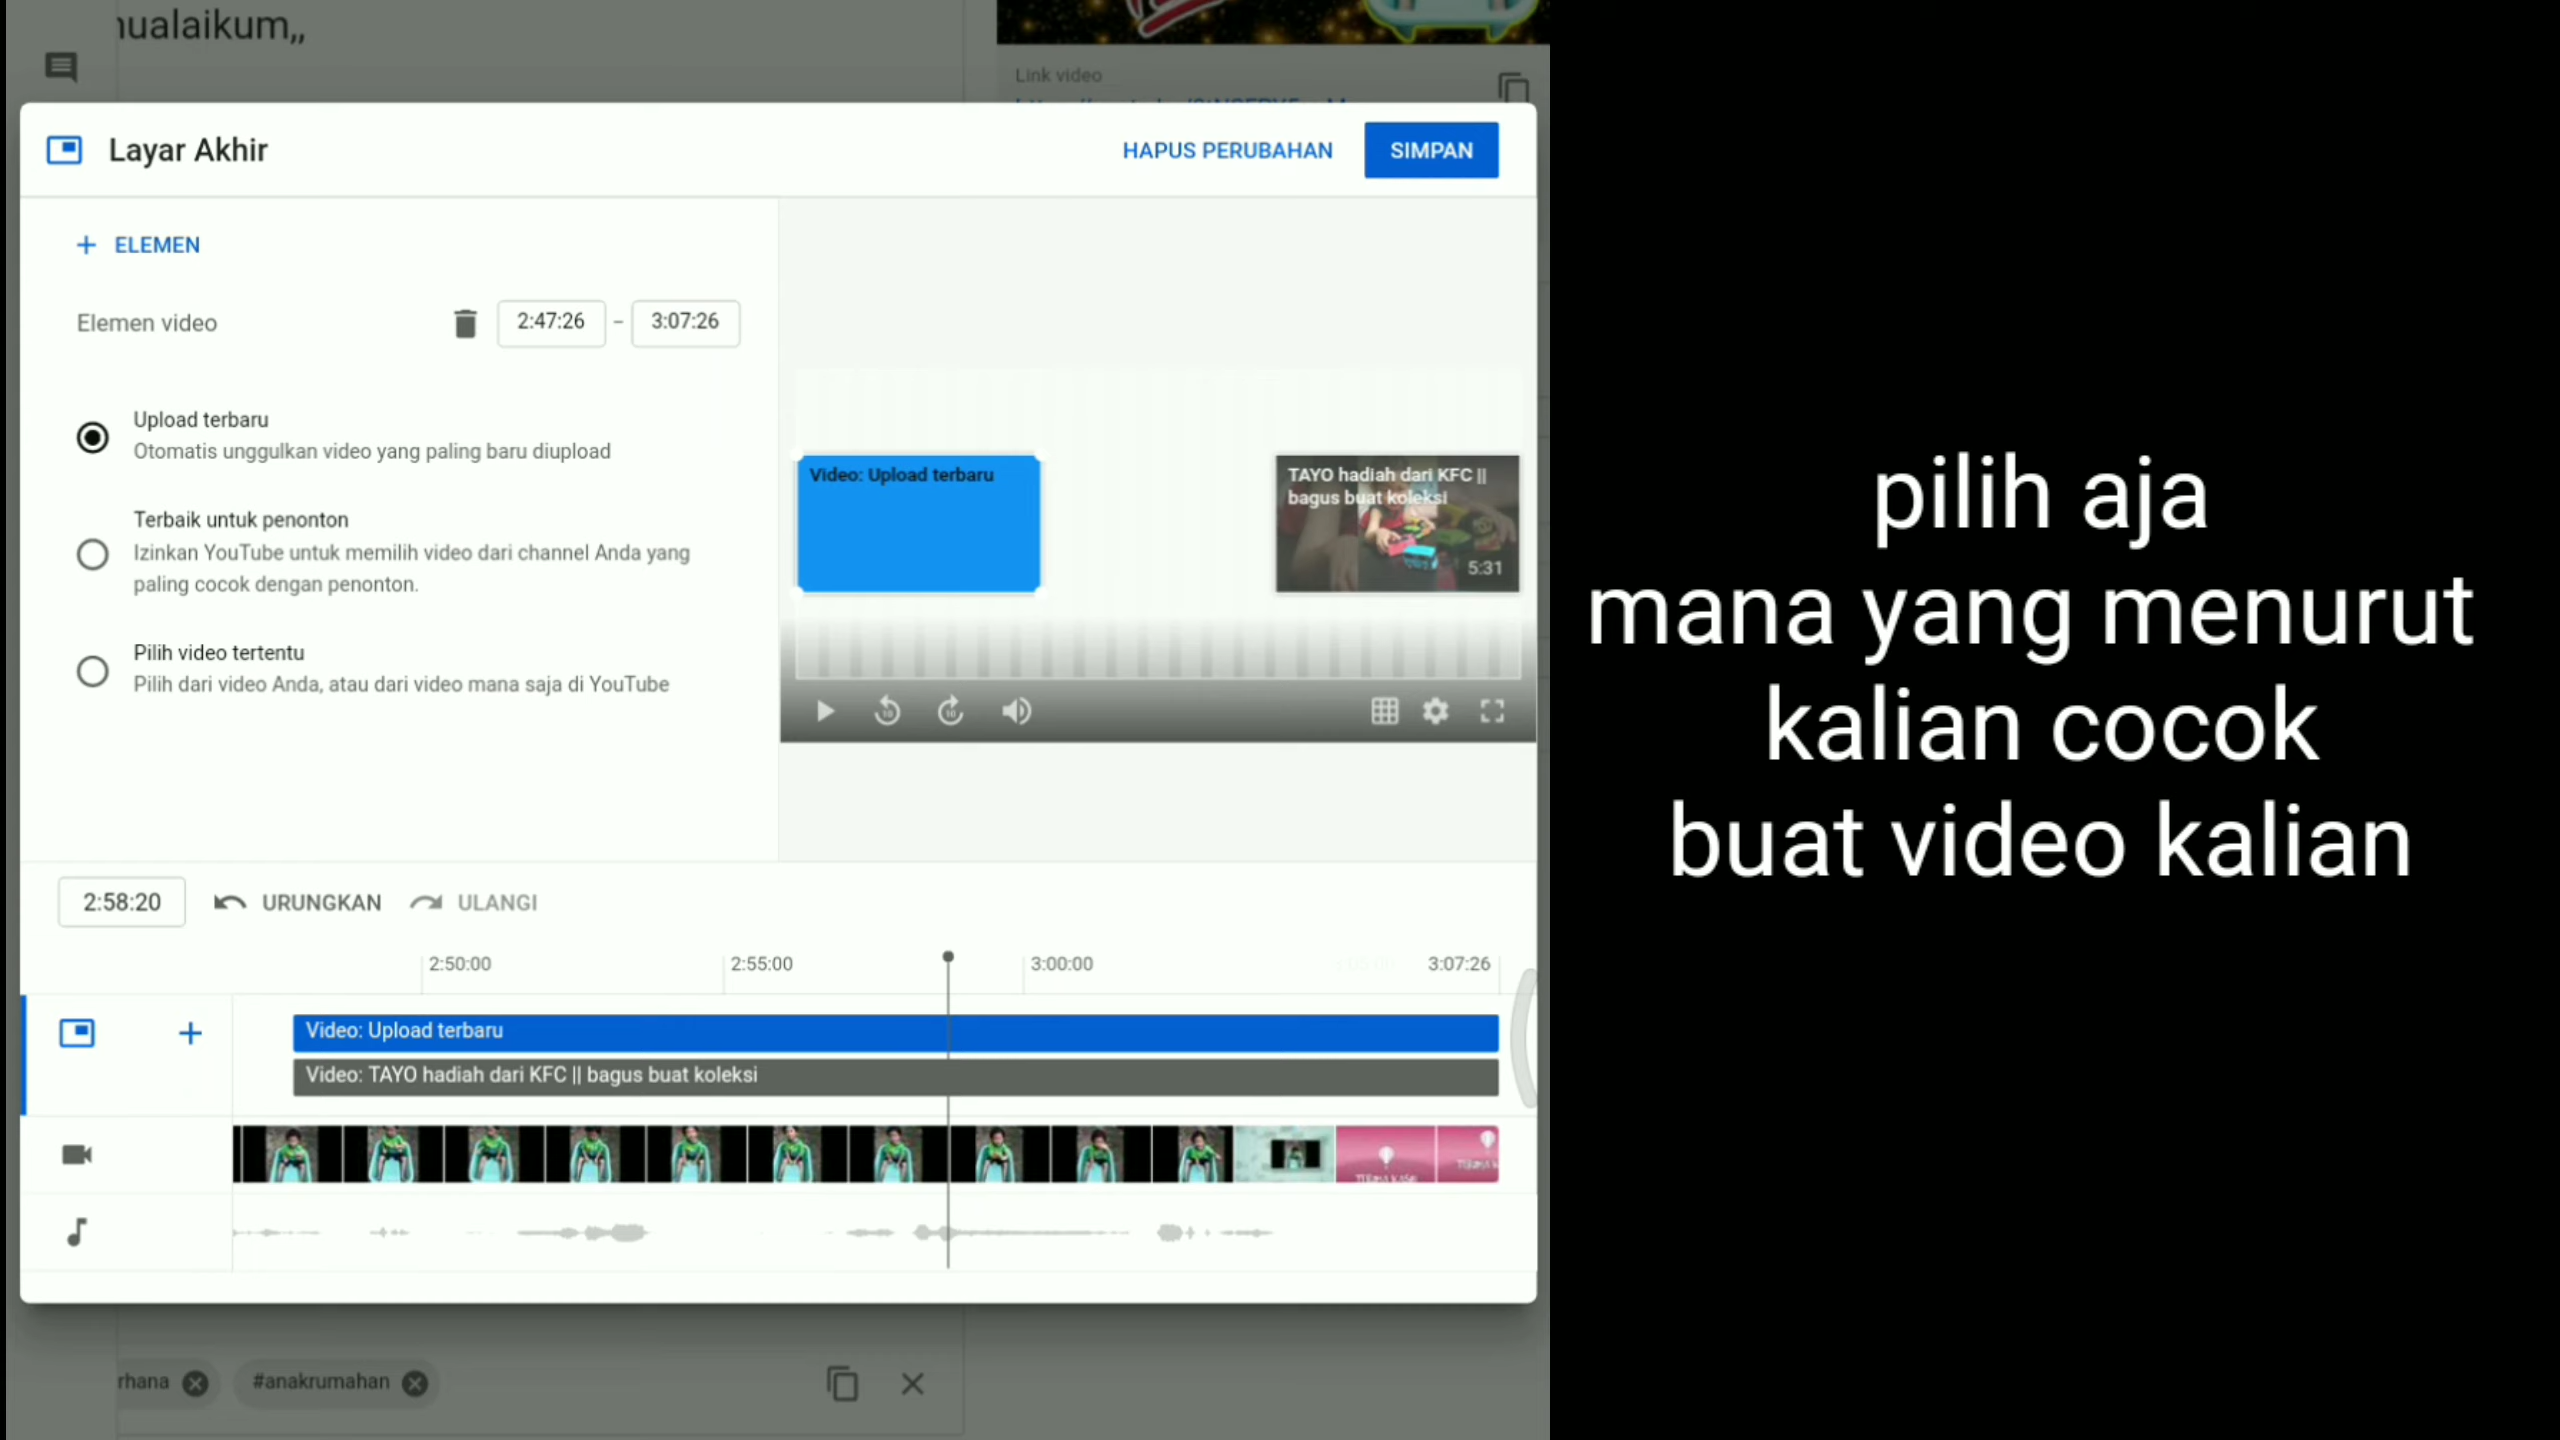 Link video
Layar Akhir
HAPUS PERUBAHAN
SIMPAN
+ ELEMEN
Elemen video
2:47:26 – 3:07:26
Upload terbaru
Otomatis unggulkan video yang paling baru diupload
Terbaik untuk penonton
Izinkan YouTube untuk memilih video dari channel Anda yang
paling cocok dengan penonton.
Pilih video tertentu
Pilih dari video Anda, atau dari video mana saja di YouTube
Video: Upload terbaru
TAYO hadiah dari KFC ||
bagus buat koleksi
5:31
10
10
2:58:20
URUNGKAN
ULANGI
2:50:00
2:55:00
3:00:00
3:07:26
Video: Upload terbaru
Video: TAYO hadiah dari KFC || bagus buat koleksi
#anakrumahan
pilih aja
mana yang menurut
kalian cocok
buat video kalian